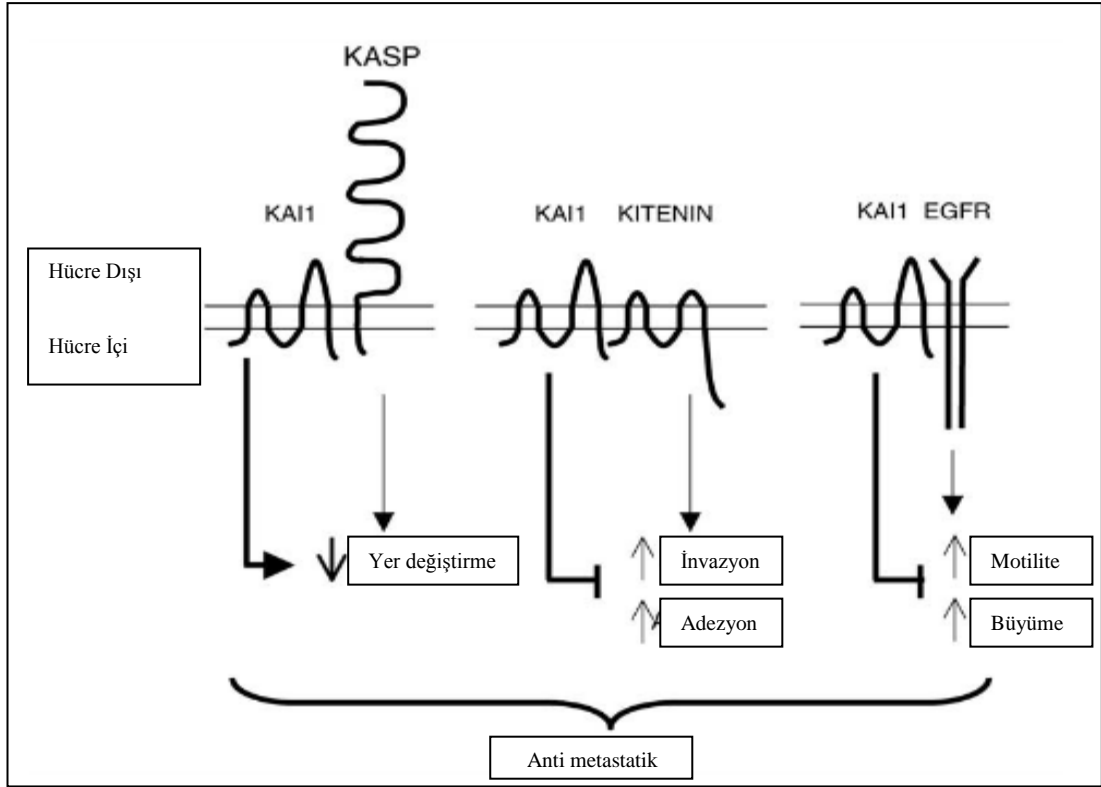 KASP
KAI1
KAI1 KITENIN
KAI1 EGFR
Hücre Dışı
Hücre İçi
Yer değiştirme
İnvazyon
Adezyon
Motilite
Büyüme
Anti metastatik